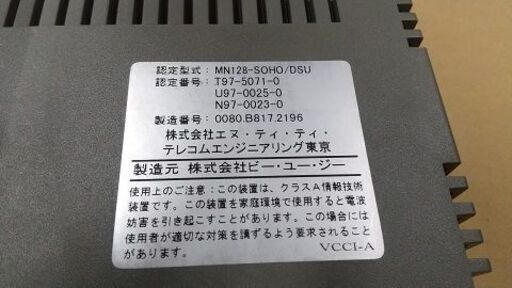 認定型式：MN128-SOHO/DSU
認定番号：T97-5071-0
U97-0025-0
N97-0023-0
製造番号：0080.B817.2196
株式会社エヌ・ティ・ティ・
テレコムエンジニアリング東京
製造元 株式会社ビー・ユー・ジー
使用上のご注意：この装置は、クラスA情報技術
装置です。この装置を家庭環境で使用すると電波
妨害を引き起こすことがあります。この場合には
使用者が適切な対策を講ずるよう要求されること
があります。
VCCI-A